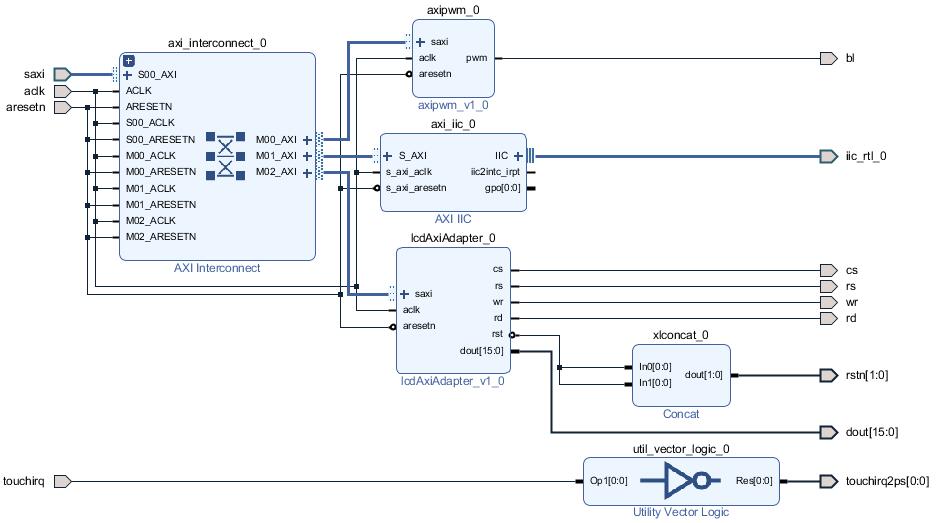 axi_interconnect_0
saxi
aclk
aresetn
S00_AXI
ACLK
ARESETN
S00_ACLK
S00_ARESETN
M00_ACLK
M00_ARESETN
M01_ACLK
M01_ARESETN
M02_ACLK
M02_ARESETN
M00_AXI
M01_AXI
M02_AXI
AXI Interconnect
axipwm_0
saxi
aclk
aresetn
pwm
axipwm_v1_0
bl
axi_iic_0
S_AXI
s_axi_aclk
s_axi_aresetn
IIC
iic2intc_irpt
gpo[0:0]
AXI IIC
iic_rtl_0
lcdAxiAdapter_0
saxi
aclk
aresetn
cs
rs
wr
rd
rst
dout[15:0]
lcdAxiAdapter_v1_0
cs
rs
wr
rd
xlconcat_0
In0[0:0]
In1[0:0]
dout[1:0]
Concat
rstn[1:0]
dout[15:0]
touchirq
util_vector_logic_0
Op1[0:0]
Res[0:0]
Utility Vector Logic
touchirq2ps[0:0]